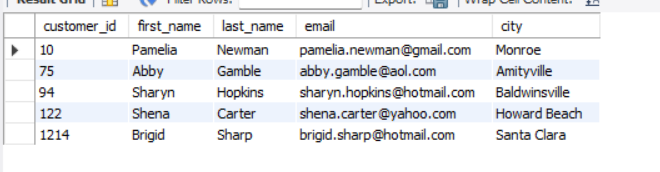 Result Grid Filter Rows: Export: Wrap Cell Content:
customer_id first_name last_name email city
10 Pamelia Newman pamelia.newman@gmail.com Monroe
75 Abby Gamble abby.gamble@aol.com Amityville
94 Sharyn Hopkins sharyn.hopkins@hotmail.com Baldwinsville
122 Shena Carter shena.carter@yahoo.com Howard Beach
1214 Brigid Sharp brigid.sharp@hotmail.com Santa Clara